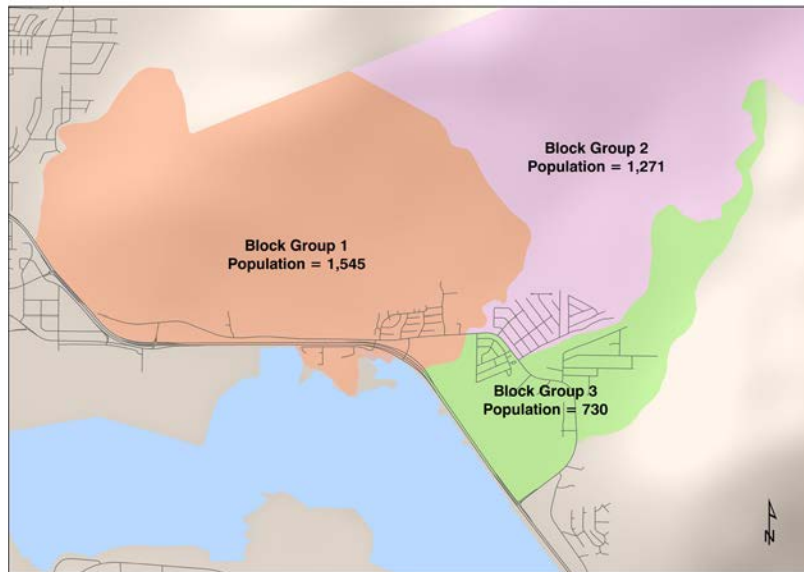 Block Group 2
Population = 1,271
Block Group 1
Population = 1,545
Block Group 3
Population = 730
N